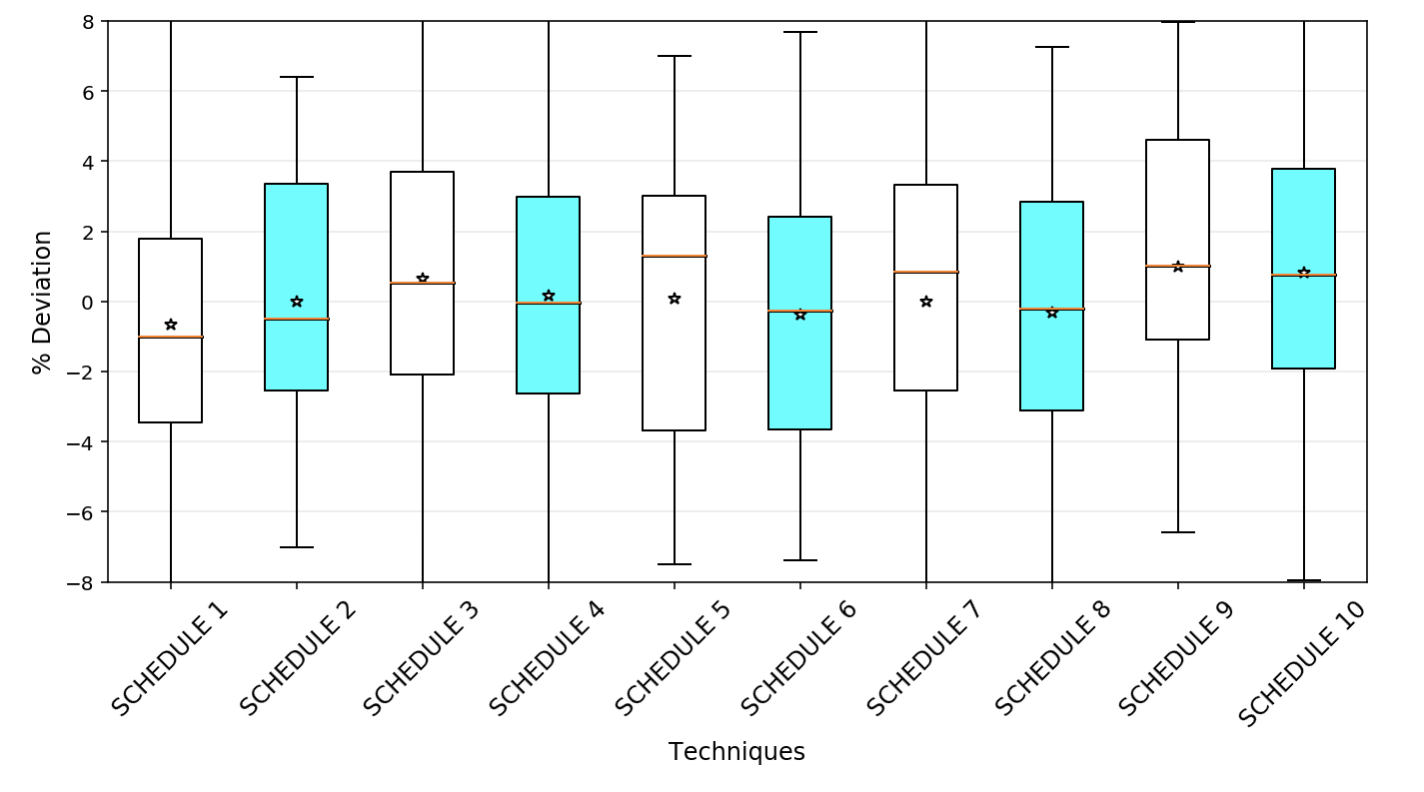 8
6
4
2
0
−2
−4
−6
−8
% Deviation
SCHEDULE 1
SCHEDULE 2
SCHEDULE 3
SCHEDULE 4
SCHEDULE 5
SCHEDULE 6
SCHEDULE 7
SCHEDULE 8
SCHEDULE 9
SCHEDULE 10
Techniques